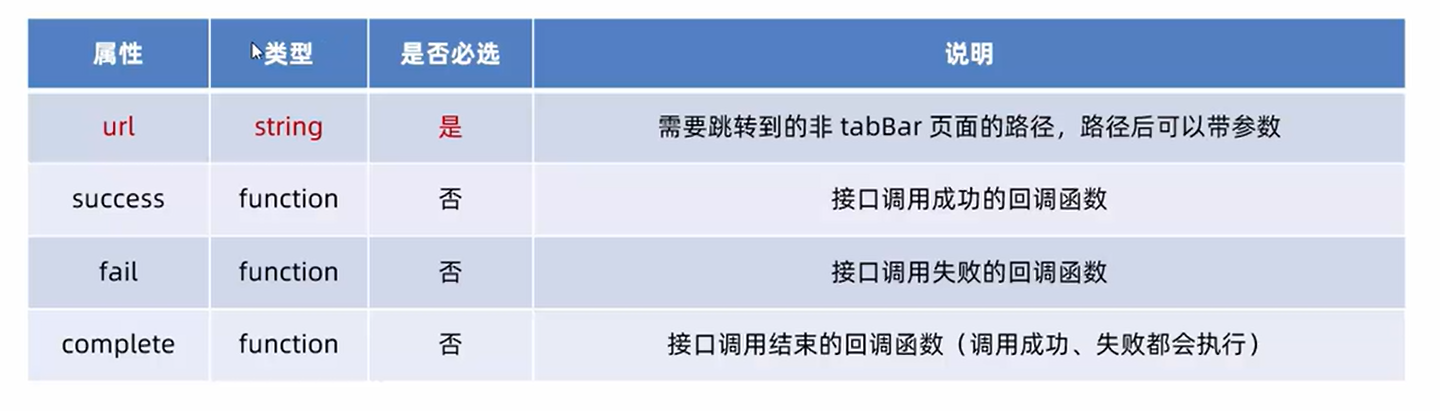 属性 类型 是否必选 说明
url string 是 需要跳转到的非 tabBar 页面的路径，路径后可以带参数
success function 否 接口调用成功的回调函数
fail function 否 接口调用失败的回调函数
complete function 否 接口调用结束的回调函数（调用成功、失败都会执行）